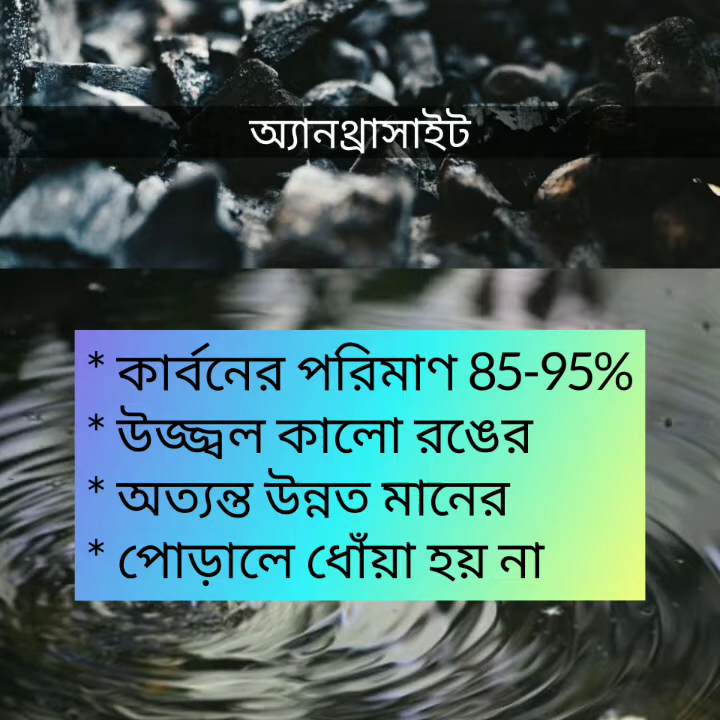 অ্যানথ্রাসাইট
* কার্বনের পরিমাণ 85-95%
* উজ্জ্বল কালো রঙের
* অত্যন্ত উন্নত মানের
* পোড়ালে ধোঁয়া হয় না